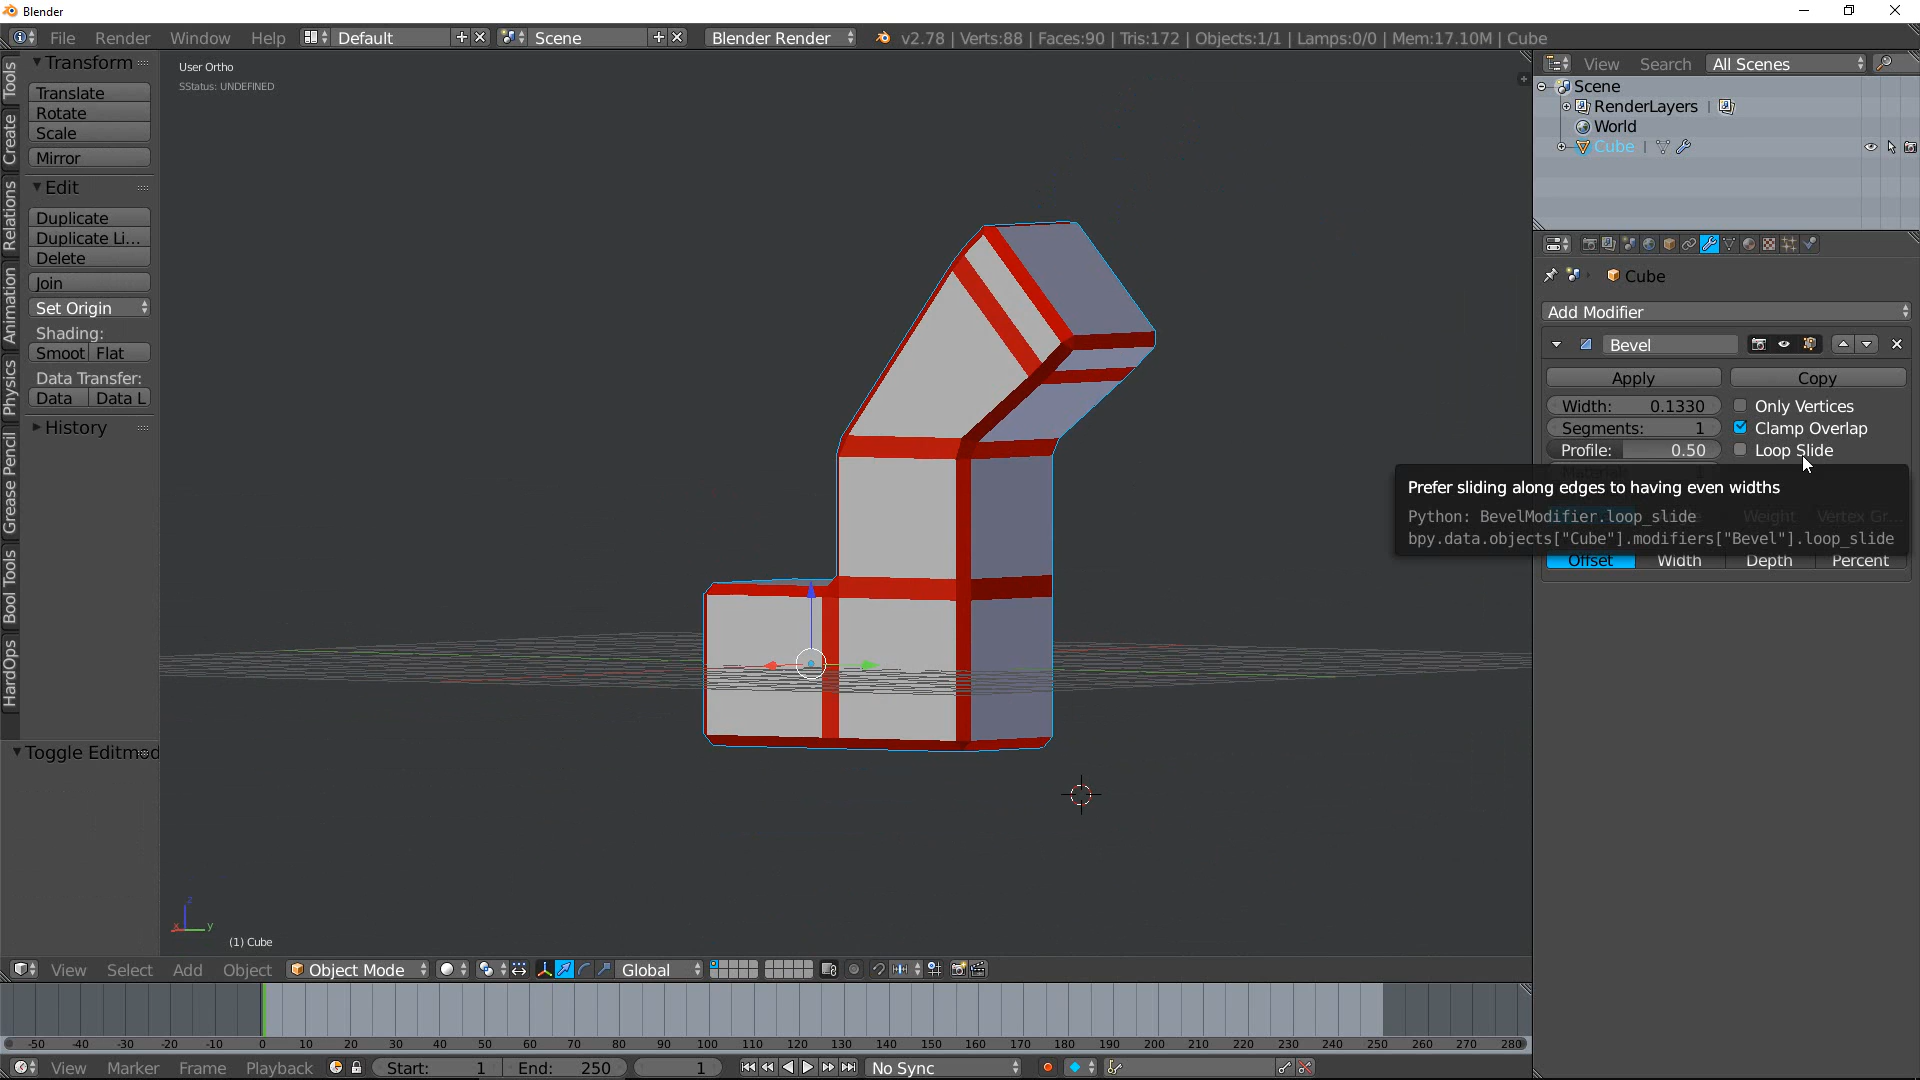 Blender
File Render Window Help Default Scene Blender Render v2.78 | Verts:88 | Faces:90 | Tris:172 | Objects:1/1 | Lamps:0/0 | Mem:17.10M | Cube
Tools
Create
Relations
Animation
Physics
Grease Pencil
Bool Tools
HardOps
Transform
Translate
Rotate
Scale
Mirror
Edit
Duplicate
Duplicate Li...
Delete
Join
Set Origin
Shading:
Smoot Flat
Data Transfer:
Data Data L
History
Toggle Editmod
User Ortho
SStatus: UNDEFINED
z
x y
(1) Cube
View Search All Scenes
Scene
RenderLayers |
World
Cube |
Cube
Add Modifier
Bevel
Apply Copy
Width: 0.1330 Only Vertices
Segments: 1 Clamp Overlap
Profile: 0.50 Loop Slide
Prefer sliding along edges to having even widths
Python: BevelModifier.loop_slide
Weight Vertex Gr...
bpy.data.objects["Cube"].modifiers["Bevel"].loop_slide
Offset Width Depth Percent
View Select Add Object Object Mode Global
-50 -40 -30 -20 -10 0 10 20 30 40 50 60 70 80 90 100 110 120 130 140 150 160 170 180 190 200 210 220 230 240 250 260 270 280
View Marker Frame Playback Start: 1 End: 250 1 No Sync